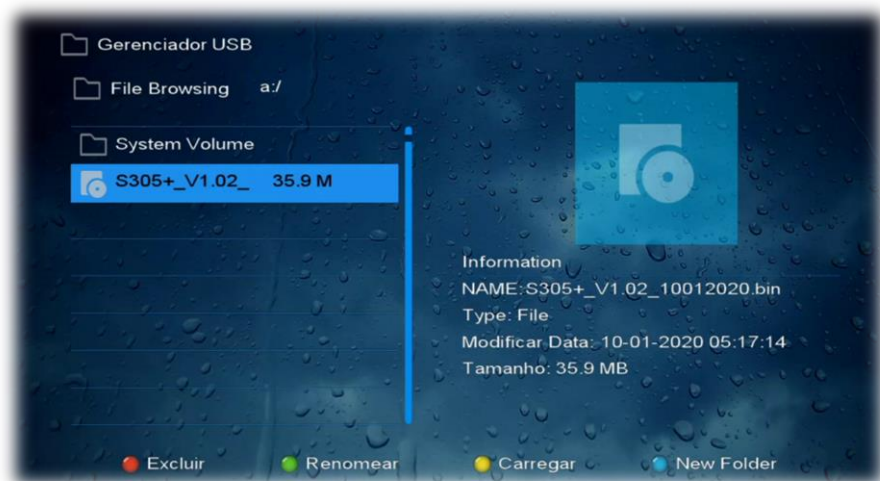 Gerenciador USB
File Browsing a:/
System Volume
S305+_V1.02_ 35.9 M
Information
NAME:S305+_V1.02_10012020.bin
Type: File
Modificar Data: 10-01-2020 05:17:14
Tamanho: 35.9 MB
Excluir Renomear Carregar New Folder